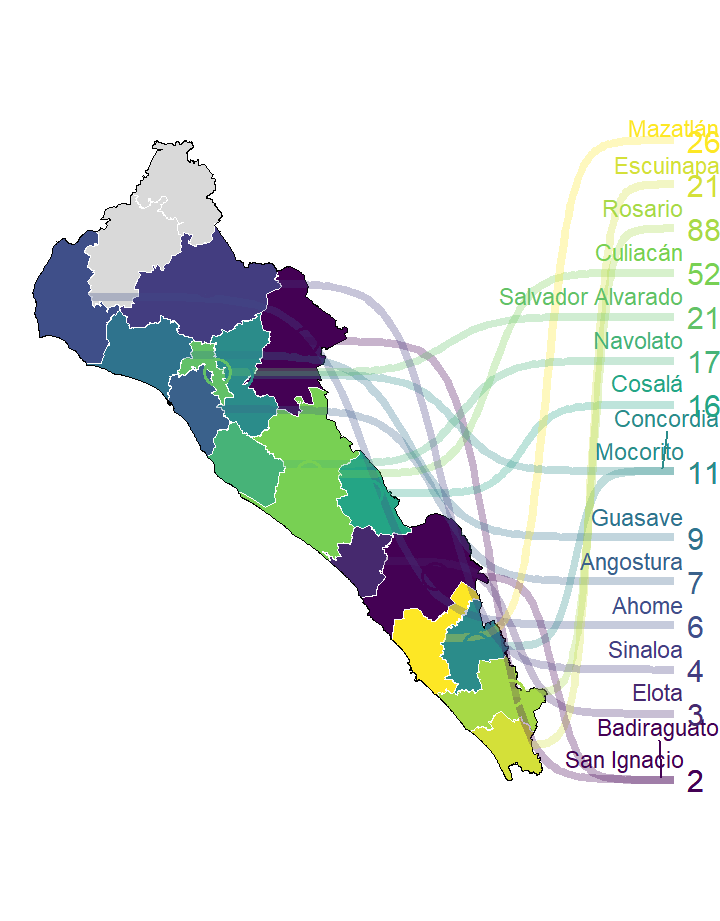 Mazatlán
26
Escuinapa
21
Rosario
88
Culiacán
52
Salvador Alvarado
21
Navolato
17
Cosalá
16
Concordia
Mocorito
11
Guasave
9
Angostura
7
Ahome
6
Sinaloa
4
Elota
3
Badiraguato
San Ignacio
2